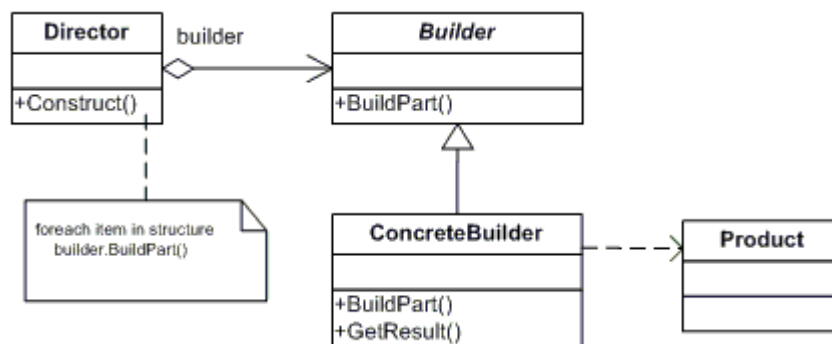 Director
builder
Builder
+Construct()
+BuildPart()
foreach item in structure
builder.BuildPart()
ConcreteBuilder
Product
+BuildPart()
+GetResult()